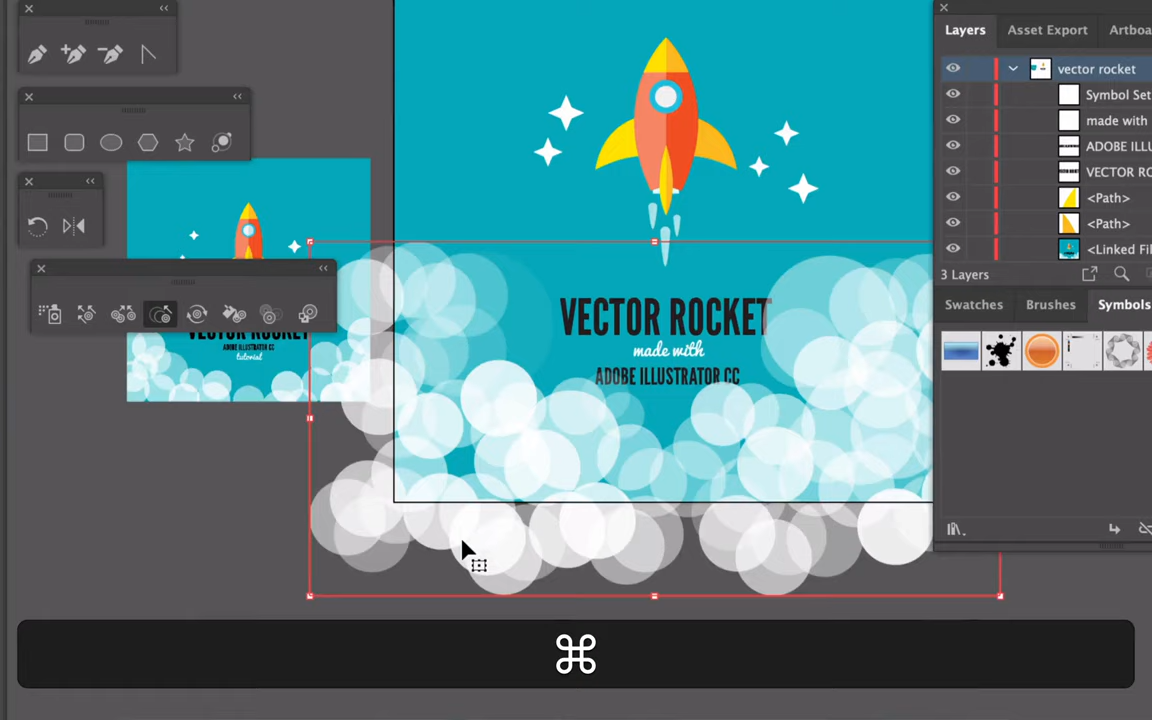 Layers Asset Export Artboa
vector rocket
Symbol Set
made with
ADOBE ILLU
VECTOR RO
<Path>
<Path>
<Linked Fil
3 Layers
Swatches Brushes Symbols
VECTOR ROCKET
made with
ADOBE ILLUSTRATOR CC
VECTOR ROCKET
ADOBE ILLUSTRATOR CC
tutorial
⌘